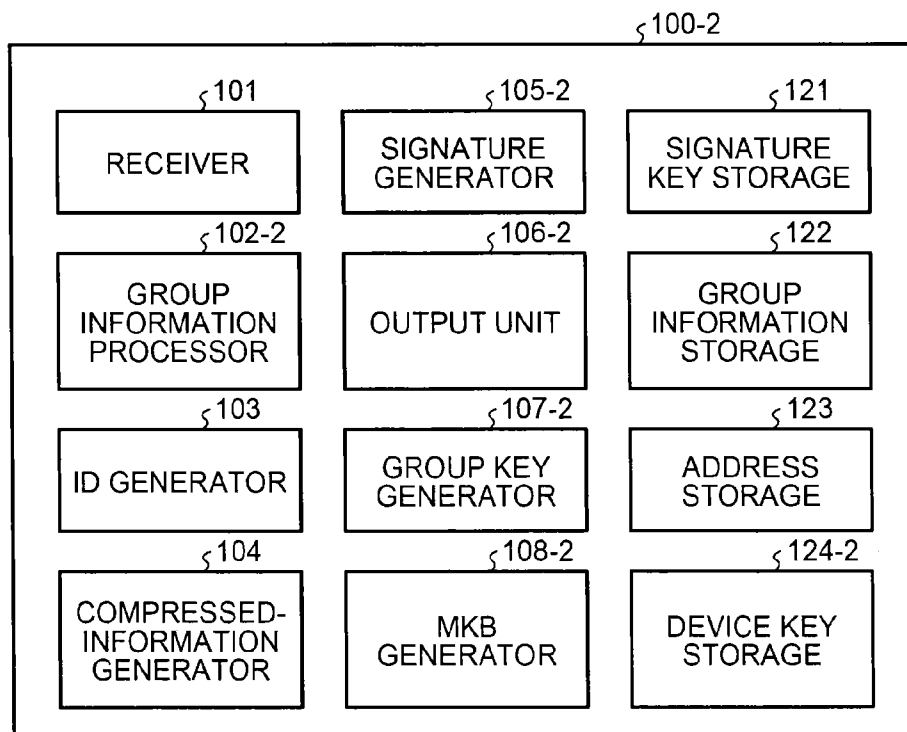 100-2
101
RECEIVER
105-2
SIGNATURE
GENERATOR
121
SIGNATURE
KEY STORAGE
102-2
GROUP
INFORMATION
PROCESSOR
106-2
OUTPUT UNIT
122
GROUP
INFORMATION
STORAGE
103
ID GENERATOR
107-2
GROUP KEY
GENERATOR
123
ADDRESS
STORAGE
104
COMPRESSED-
INFORMATION
GENERATOR
108-2
MKB
GENERATOR
124-2
DEVICE KEY
STORAGE